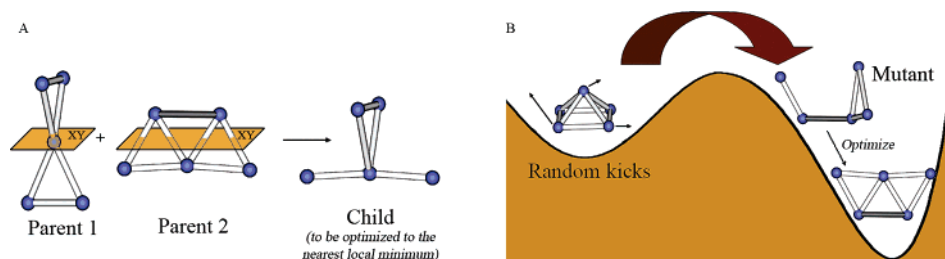 A
XY
+
XY
Parent 1
Parent 2
Child
(to be optimized to the
nearest local minimum)
B
Mutant
Optimize
Random kicks